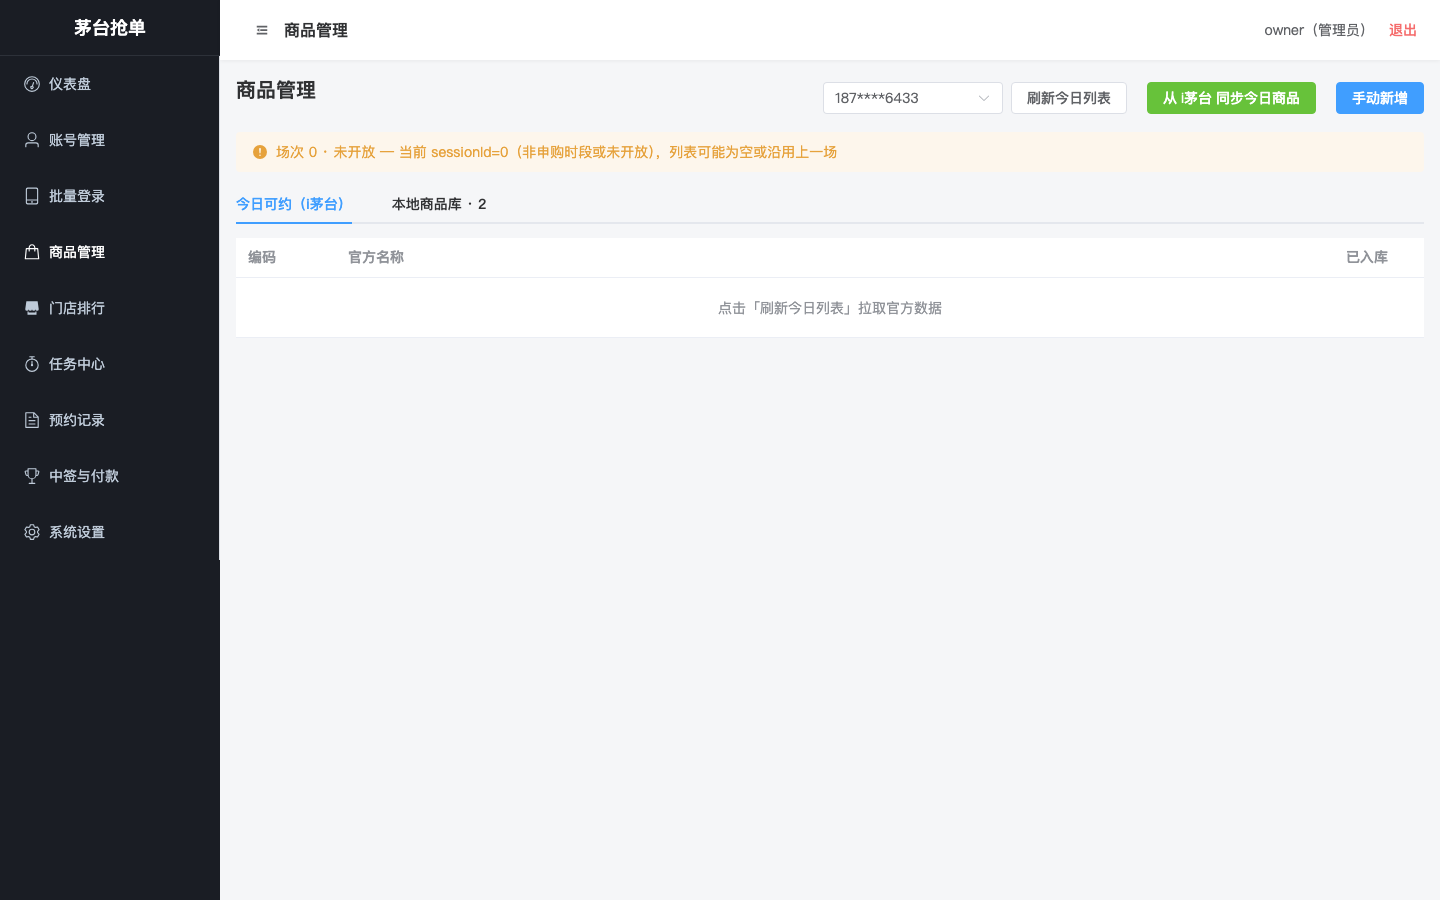 茅台抢单
仪表盘
账号管理
批量登录
商品管理
门店排行
任务中心
预约记录
中签与付款
系统设置
商品管理
owner（管理员）
退出
商品管理
187****6433
刷新今日列表
从 i茅台 同步今日商品
手动新增
场次 0 · 未开放 — 当前 sessionId=0（非申购时段或未开放），列表可能为空或沿用上一场
今日可约（i茅台）
本地商品库 · 2
编码
官方名称
已入库
点击「刷新今日列表」拉取官方数据